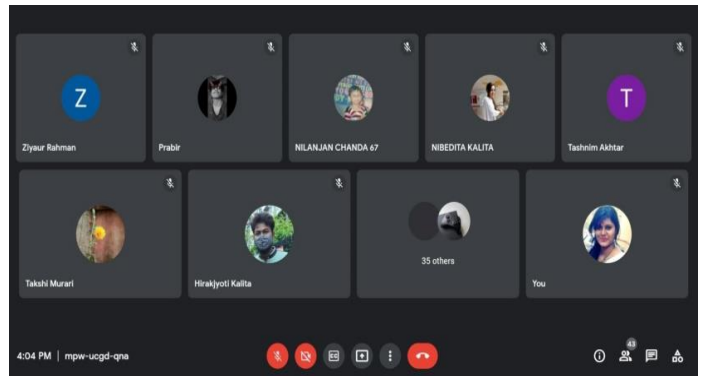 Z
T
Ziyaur Rahman
Prabir
NILANJAN CHANDA 67
NIBEDITA KALITA
Tashnim Akhtar
35 others
Takshi Murari
Hirakjyoti Kalita
You
43
4:04 PM | mpw-ucgd-qna